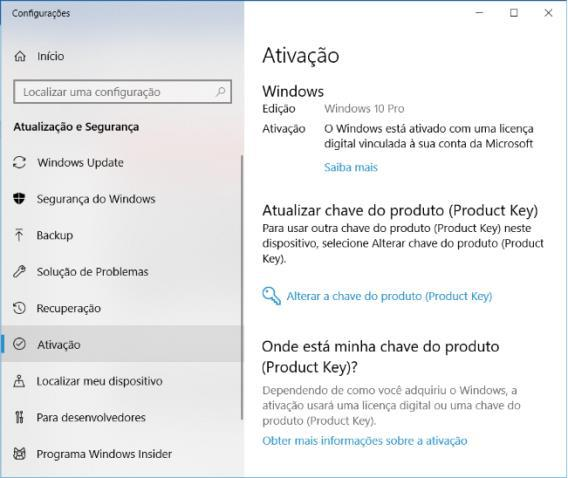 Configurações
Início
Localizar uma configuração
Atualização e Segurança
Windows Update
Segurança do Windows
Backup
Solução de Problemas
Recuperação
Ativação
Localizar meu dispositivo
Para desenvolvedores
Programa Windows Insider
Ativação
Windows
Edição Windows 10 Pro
Ativação O Windows está ativado com uma licença
digital vinculada à sua conta da Microsoft
Saiba mais
Atualizar chave do produto (Product Key)
Para usar outra chave do produto (Product Key) neste
dispositivo, selecione Alterar chave do produto (Product
Key).
Alterar a chave do produto (Product Key)
Onde está minha chave do produto
(Product Key)?
Dependendo de como você adquiriu o Windows, a
ativação usará uma licença digital ou uma chave do
produto (Product Key).
Obter mais informações sobre a ativação